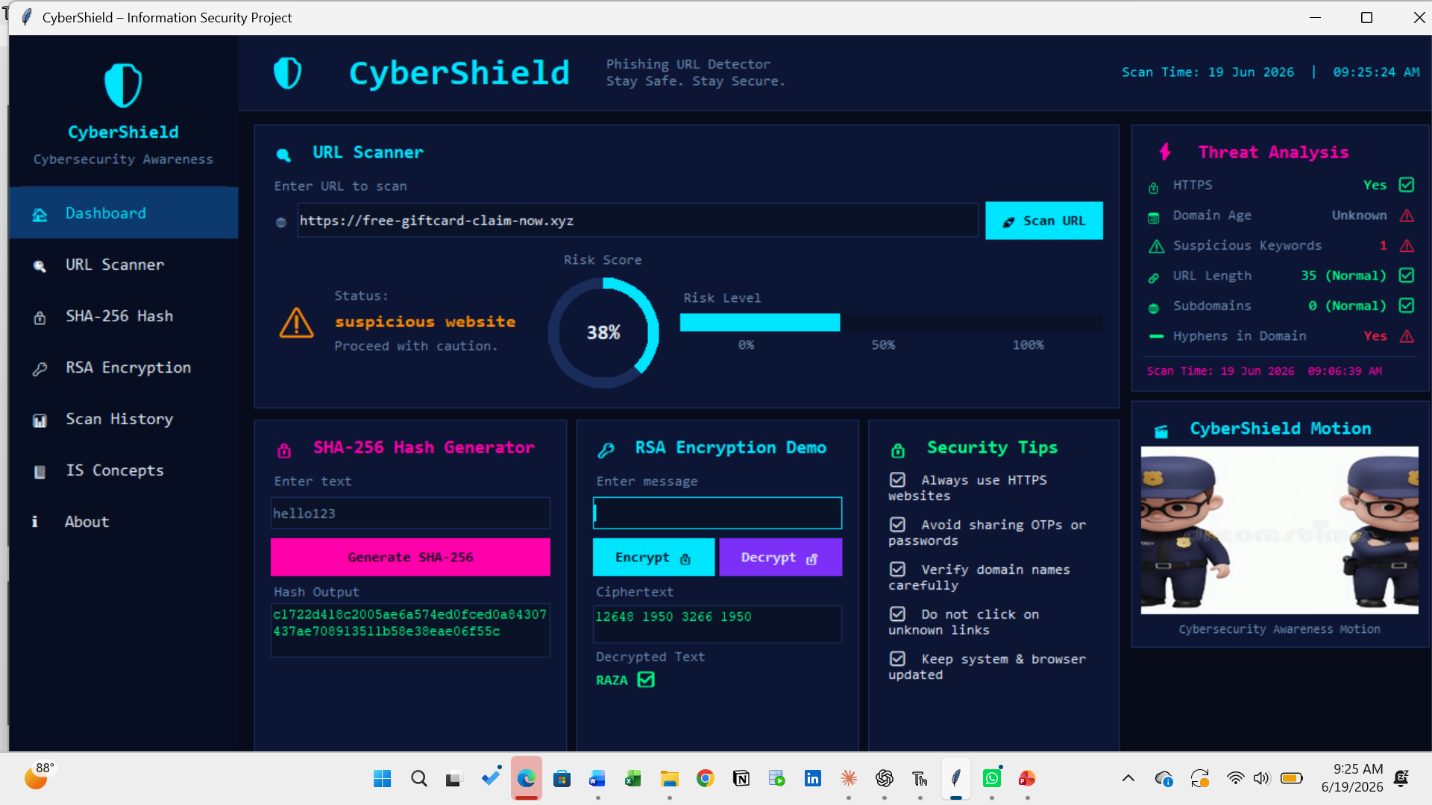 CyberShield – Information Security Project
CyberShield
Cybersecurity Awareness
Dashboard
URL Scanner
SHA-256 Hash
RSA Encryption
Scan History
IS Concepts
About
CyberShield
Phishing URL Detector
Stay Safe. Stay Secure.
Scan Time: 19 Jun 2026 | 09:25:24 AM
URL Scanner
Enter URL to scan
https://free-giftcard-claim-now.xyz
Scan URL
Status:
suspicious website
Proceed with caution.
Risk Score
38%
Risk Level
0% 50% 100%
Threat Analysis
HTTPS Yes
Domain Age Unknown
Suspicious Keywords 1
URL Length 35 (Normal)
Subdomains 0 (Normal)
Hyphens in Domain Yes
Scan Time: 19 Jun 2026 09:06:39 AM
SHA-256 Hash Generator
Enter text
hello123
Generate SHA-256
Hash Output
c1722d418c2005ae6a574ed0fced0a84307
437ae708913511b58e38eae06f55c
RSA Encryption Demo
Enter message
Encrypt
Decrypt
Ciphertext
12648 1950 3266 1950
Decrypted Text
RAZA
Security Tips
Always use HTTPS
websites
Avoid sharing OTPs or
passwords
Verify domain names
carefully
Do not click on
unknown links
Keep system & browser
updated
CyberShield Motion
dreamstime
Cybersecurity Awareness Motion
88°
9:25 AM
6/19/2026